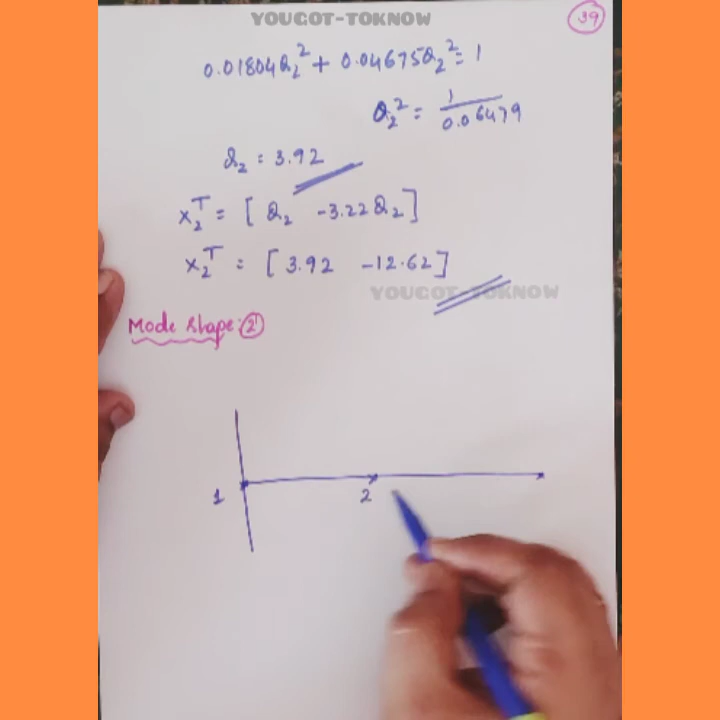 YOUGOT-TOKNOW
39
0.01804Q₂² + 0.04675Q₂² = 1
Q₂² = 1/0.06479
Q₂ = 3.92
X₂ᵀ = [ Q₂ -3.22Q₂ ]
X₂ᵀ = [ 3.92 -12.62 ]
YOUGOT-TOKNOW
Mode shape: 2
1 2